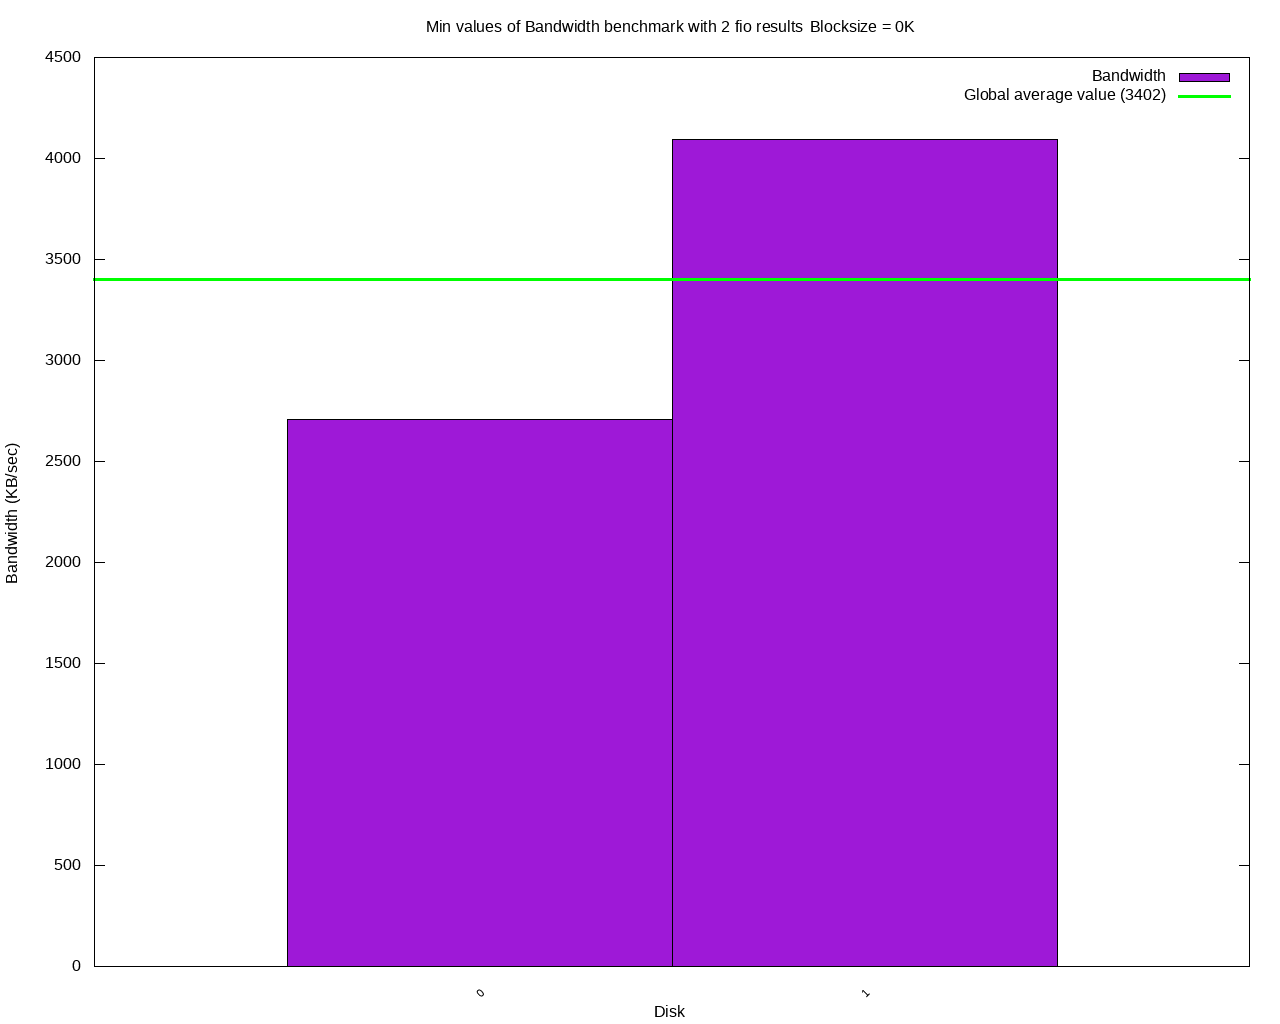 Min values of Bandwidth benchmark with 2 fio results Blocksize = 0K
4500
4000
3500
3000
2500
2000
1500
1000
500
0
Bandwidth (KB/sec)
Bandwidth
Global average value (3402)
0
1
Disk